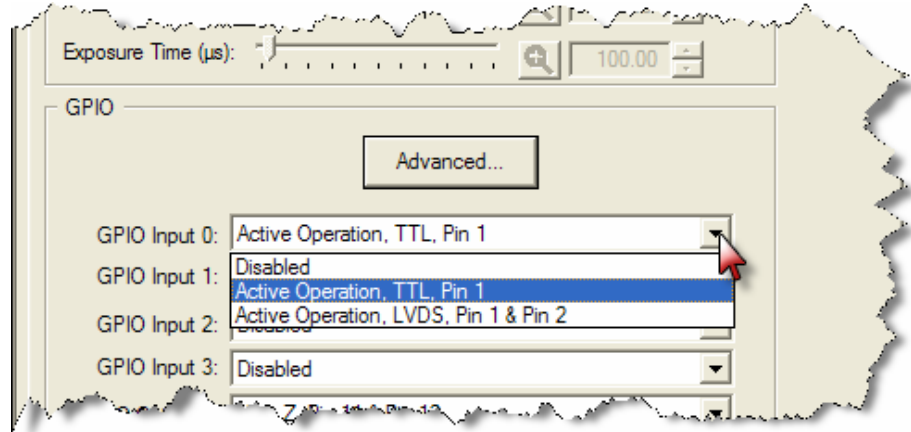 Exposure Time (µs):
100.00
GPIO
Advanced...
GPIO Input 0:
Active Operation, TTL, Pin 1
GPIO Input 1:
Disabled
Active Operation, TTL, Pin 1
Active Operation, LVDS, Pin 1 & Pin 2
GPIO Input 2:
GPIO Input 3:
Disabled